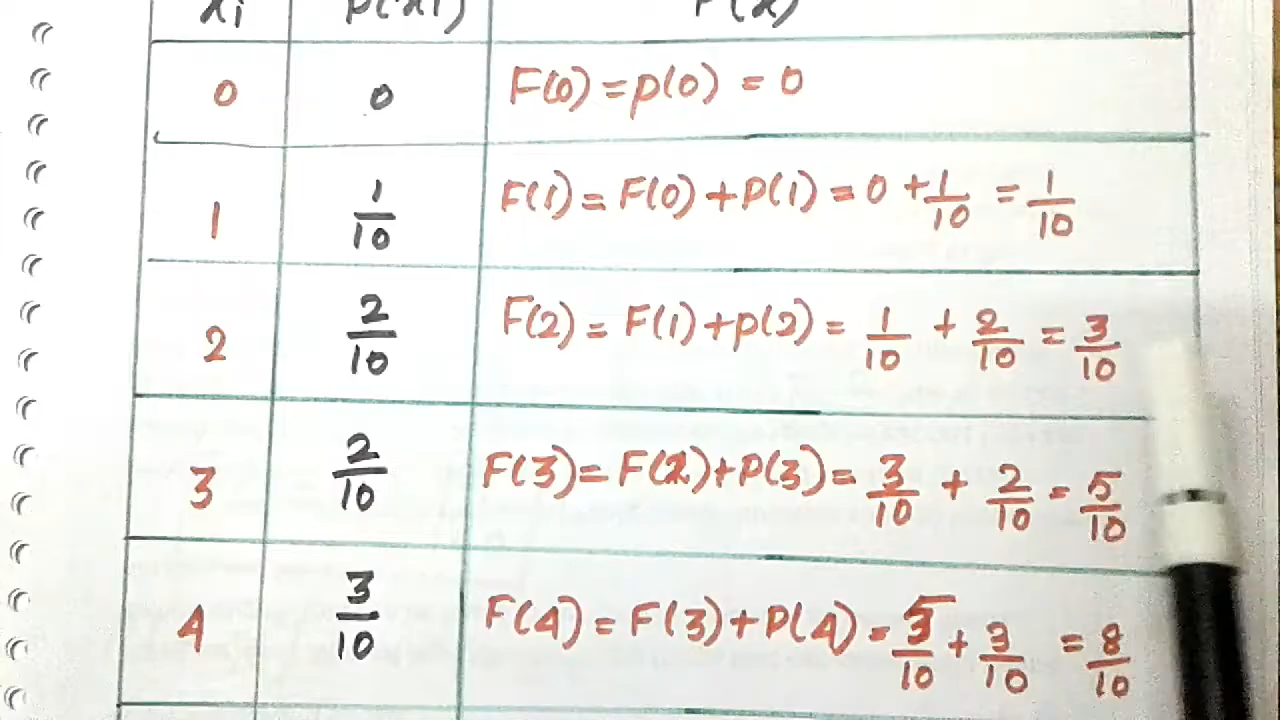 xi p(xi) F(x)
0 0 F(0) = p(0) = 0
1 1/10 F(1) = F(0) + P(1) = 0 + 1/10 = 1/10
2 2/10 F(2) = F(1) + p(2) = 1/10 + 2/10 = 3/10
3 2/10 F(3) = F(2) + P(3) = 3/10 + 2/10 = 5/10
4 3/10 F(4) = F(3) + P(4) = 5/10 + 3/10 = 8/10